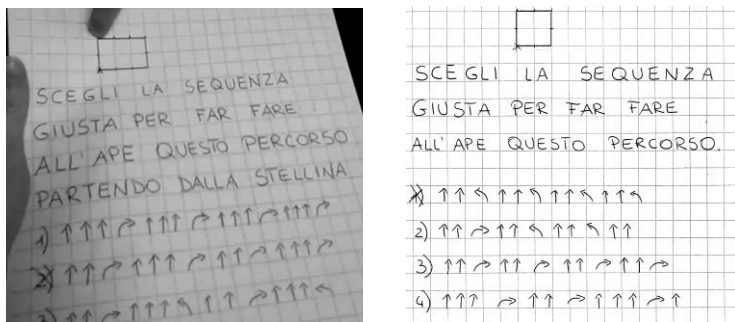 SCEGLI LA SEQUENZA
GIUSTA PER FAR FARE
ALL'APE QUESTO PERCORSO
PARTENDO DALLA STELLINA
1) ↑↑↑↷↑↑↑↷↑↑↑↷↑↑↑↷
2) ↑↑↷↑↑↑↷↑↑↷↑↑↑↷
3) ↑↑↷↑↑↑↶↑↑↷↑↑↑↶
SCEGLI LA SEQUENZA
GIUSTA PER FAR FARE
ALL'APE QUESTO PERCORSO.
1) ↑↑↶↑↑↶↑↑↶↑↑↶
2) ↑↑↷↑↑↶↑↑↶↑↑
3) ↑↑↷↑↑↷↑↑↷↑↑↷
4) ↑↑↑↷↑↑↷↑↑↑↷↑